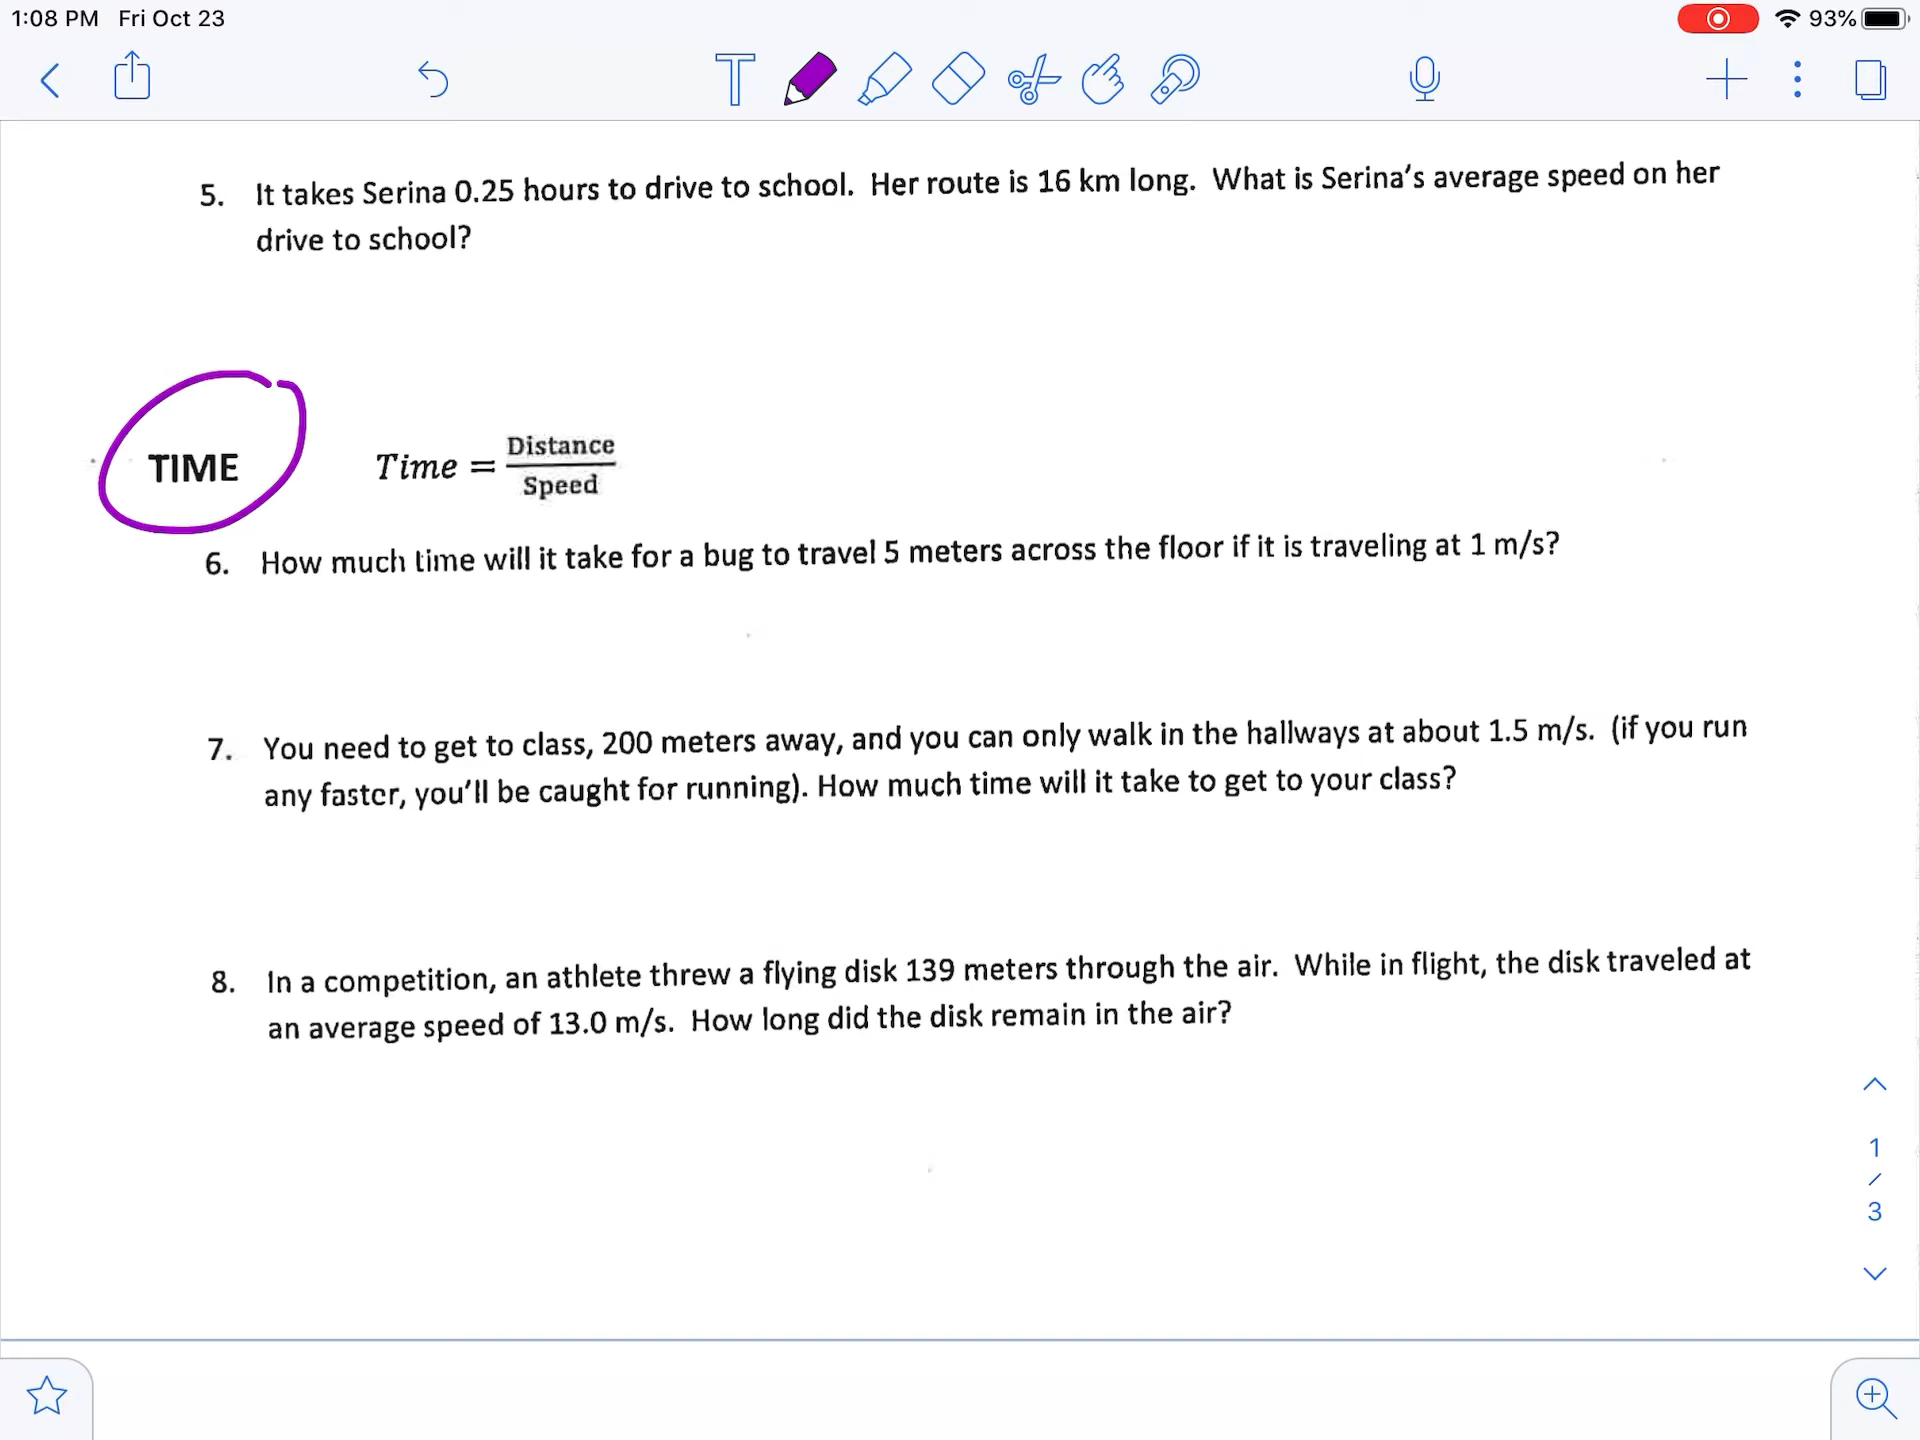 1:08 PM Fri Oct 23
93%
5. It takes Serina 0.25 hours to drive to school. Her route is 16 km long. What is Serina's average speed on her
drive to school?
TIME Time = Distance
Speed
6. How much time will it take for a bug to travel 5 meters across the floor if it is traveling at 1 m/s?
7. You need to get to class, 200 meters away, and you can only walk in the hallways at about 1.5 m/s. (if you run
any faster, you'll be caught for running). How much time will it take to get to your class?
8. In a competition, an athlete threw a flying disk 139 meters through the air. While in flight, the disk traveled at
an average speed of 13.0 m/s. How long did the disk remain in the air?
1
/
3